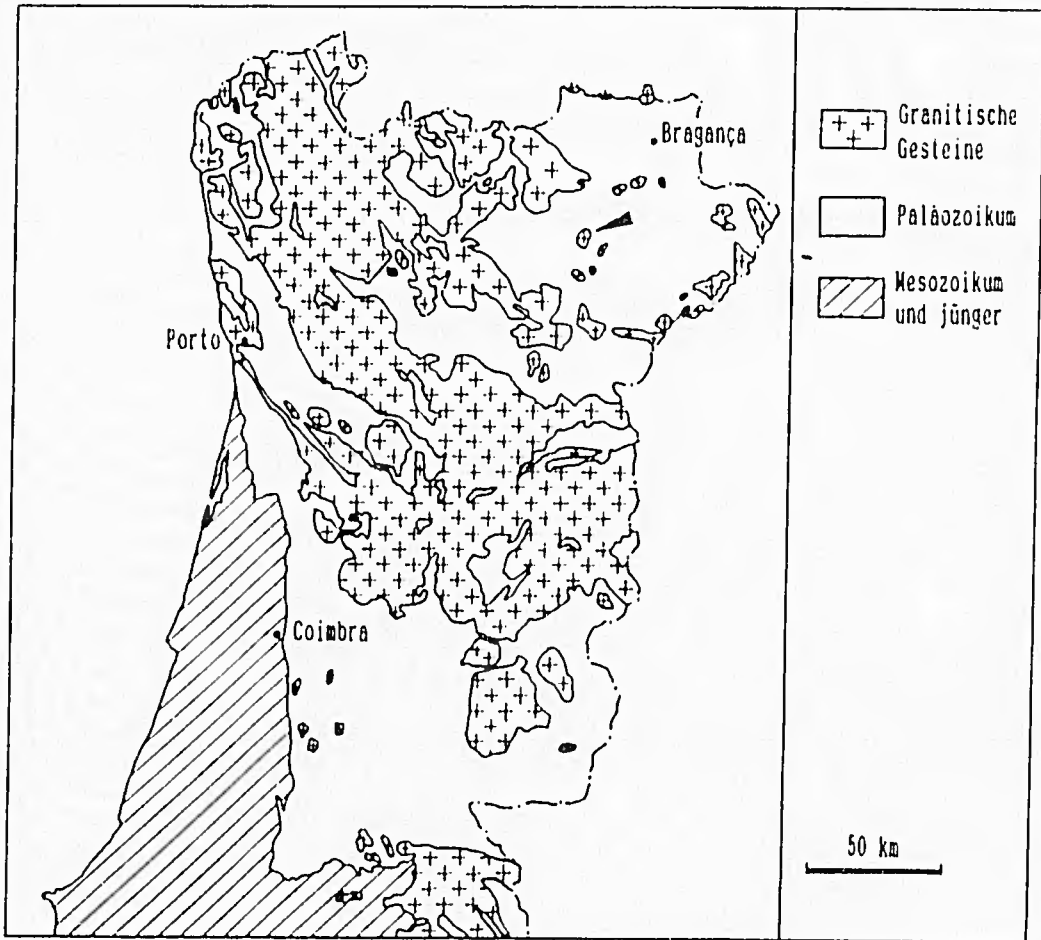 Bragança
Porto
Coimbra
Granitische
Gesteine
Paläozoikum
Mesozoikum
und jünger
50 km